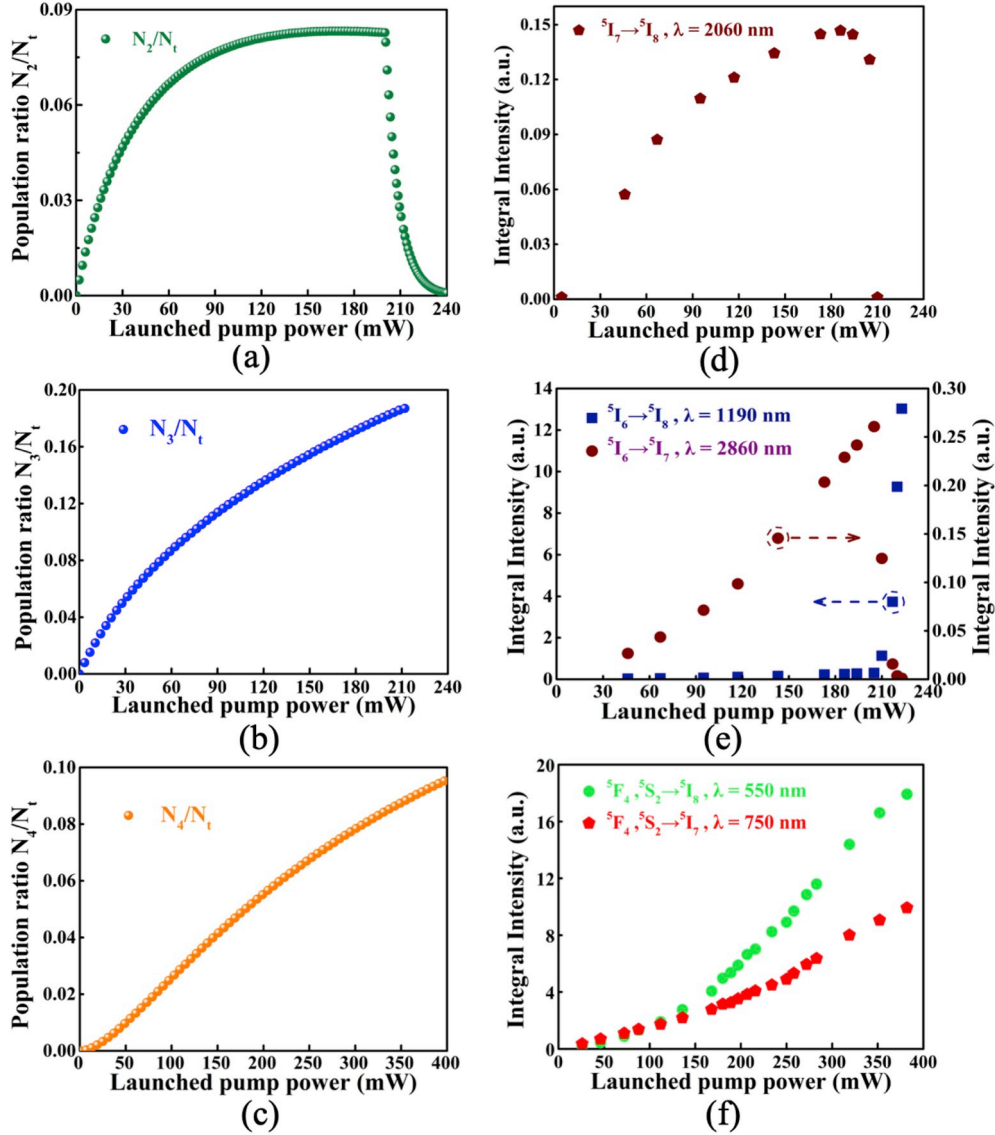 0.09
0.06
0.03
0.00
Population ratio N₂/Nₜ
N₂/Nₜ
0 30 60 90 120 150 180 210 240
Launched pump power (mW)
(a)
0.15
0.12
0.09
0.06
0.03
0.00
Integral Intensity (a.u.)
⁵I₇→⁵I₈ , λ = 2060 nm
0 30 60 90 120 150 180 210 240
Launched pump power (mW)
(d)
0.20
0.16
0.12
0.08
0.04
0.00
Population ratio N₃/Nₜ
N₃/Nₜ
0 30 60 90 120 150 180 210 240
Launched pump power (mW)
(b)
14
12
10
8
6
4
2
0
Integral Intensity (a.u.)
⁵I₆→⁵I₈ , λ = 1190 nm
⁵I₆→⁵I₇ , λ = 2860 nm
0.30
0.25
0.20
0.15
0.10
0.05
0.00
Integral Intensity (a.u.)
0 30 60 90 120 150 180 210 240
Launched pump power (mW)
(e)
0.10
0.08
0.06
0.04
0.02
0.00
Population ratio N₄/Nₜ
N₄/Nₜ
0 50 100 150 200 250 300 350 400
Launched pump power (mW)
(c)
20
16
12
8
4
0
Integral Intensity (a.u.)
⁵F₄ ,⁵S₂→⁵I₈ , λ = 550 nm
⁵F₄ ,⁵S₂→⁵I₇ , λ = 750 nm
0 50 100 150 200 250 300 350 400
Launched pump power (mW)
(f)